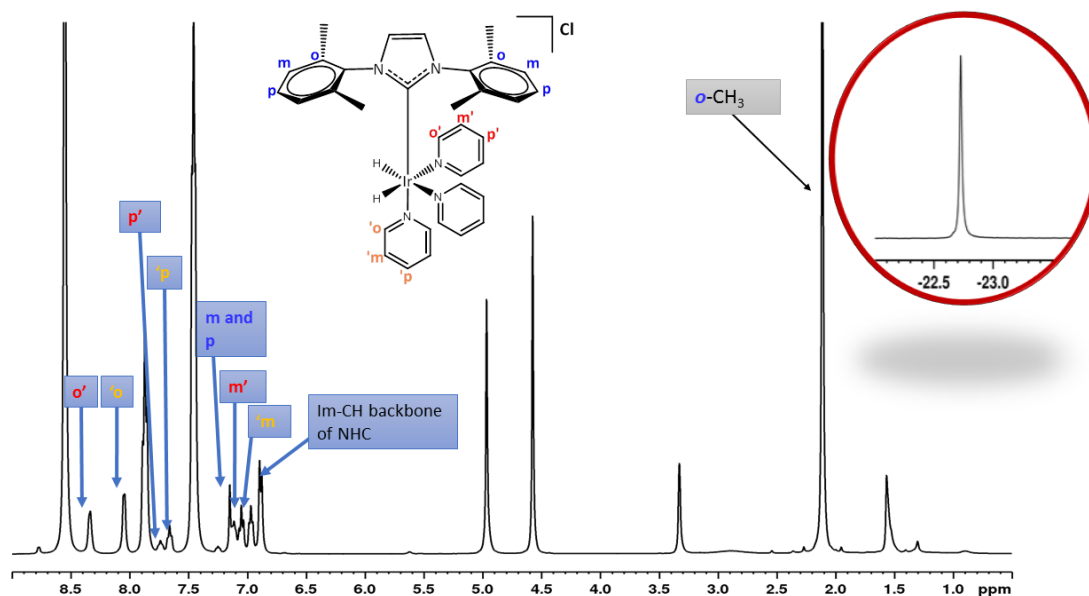 Cl
o
o
m
m
N
N
p
p
o-CH3
m'
o'
p'
H
N
Ir
N
H
N
-22.5 -23.0
p'
'o
'p
'm
'p
m and
p
o'
'o
m'
'm
Im-CH backbone
of NHC
8.5 8.0 7.5 7.0 6.5 6.0 5.5 5.0 4.5 4.0 3.5 3.0 2.5 2.0 1.5 1.0 ppm